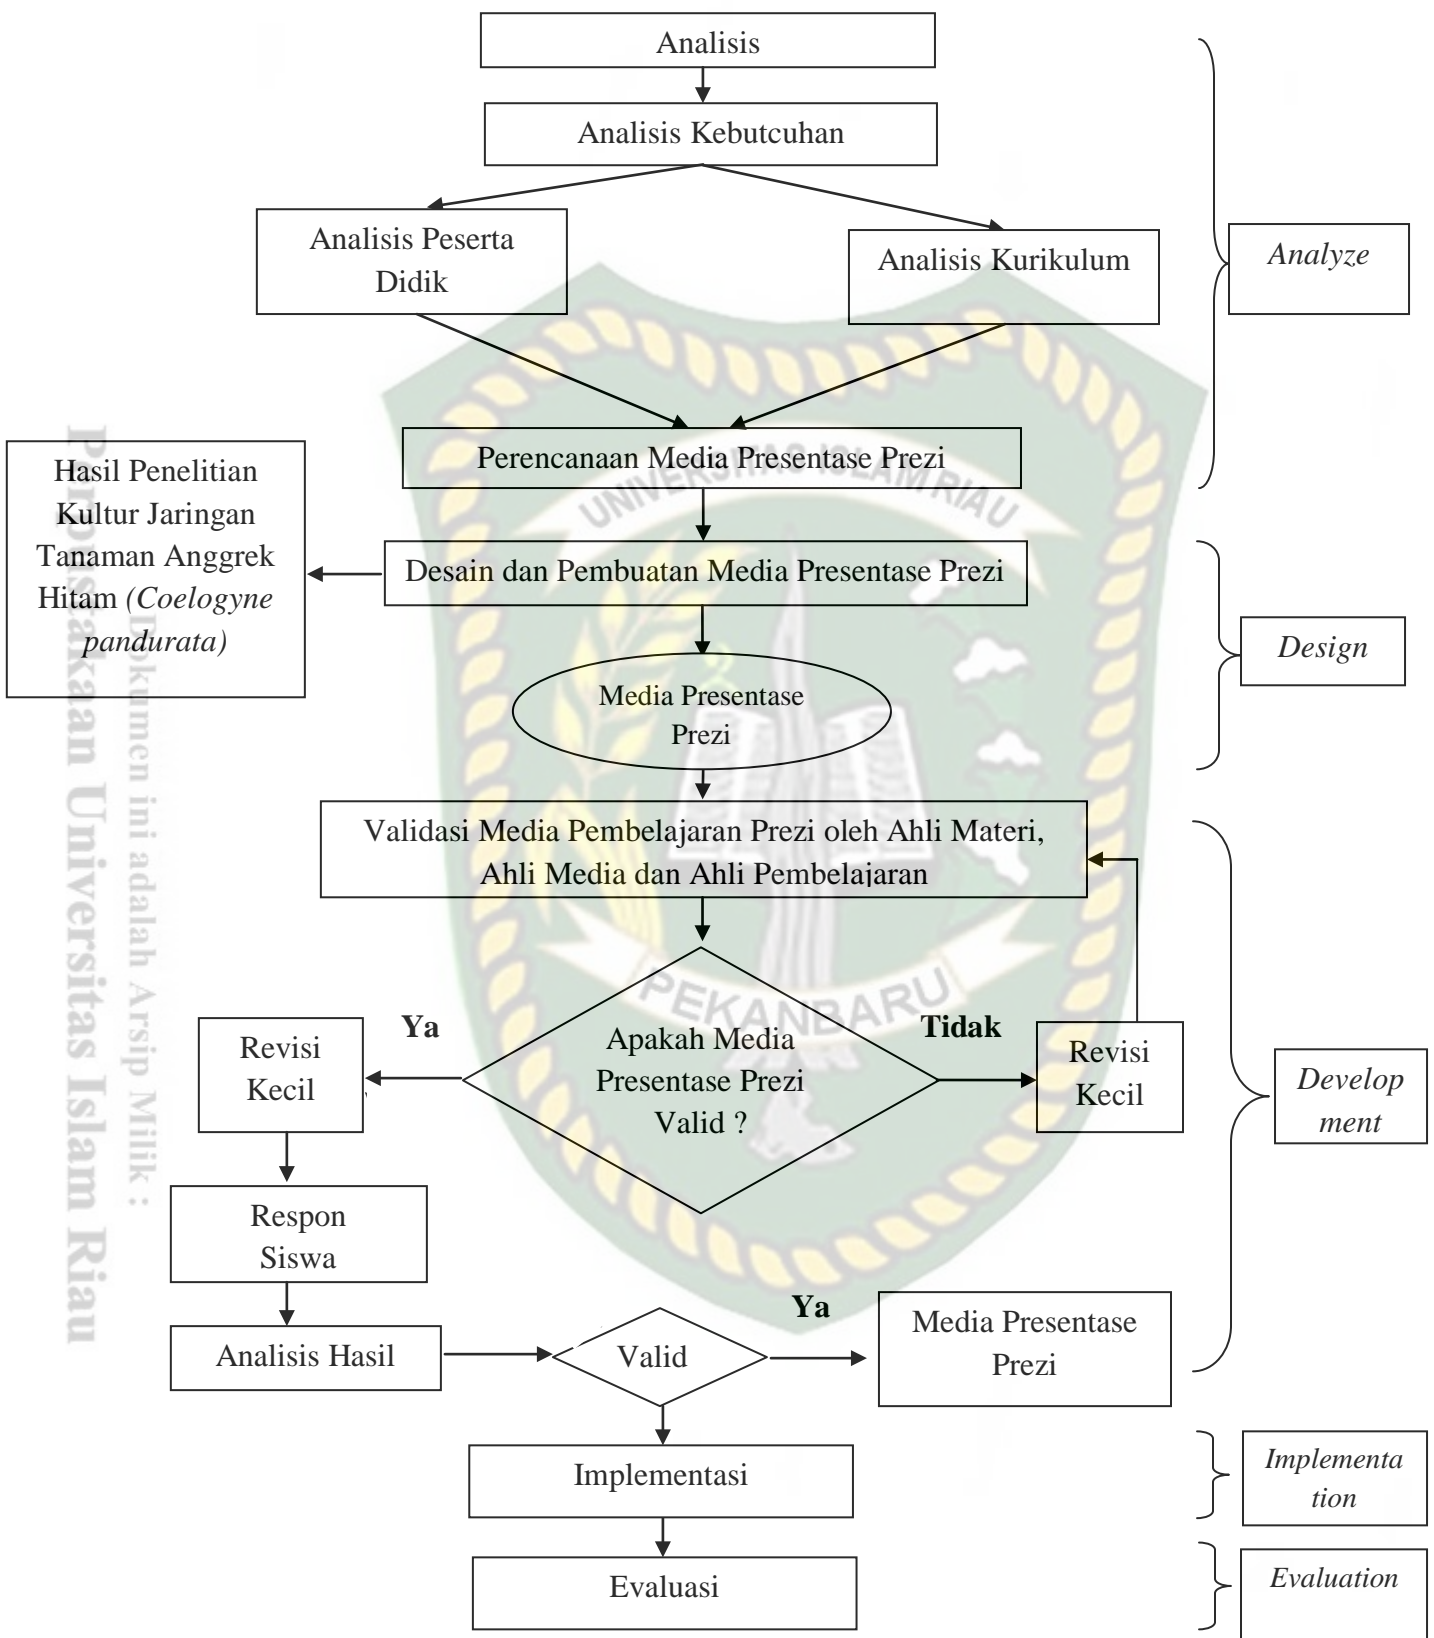 Analisis
Analisis Kebutcuhan
Analisis Peserta
Didik
Analisis Kurikulum
Analyze
Perencanaan Media Presentase Prezi
UNIVERSITAS ISLAM RIAU
Hasil Penelitian
Kultur Jaringan
Tanaman Anggrek
Hitam (Coelogyne
pandurata)
Desain dan Pembuatan Media Presentase Prezi
Design
Media Presentase
Prezi
Validasi Media Pembelajaran Prezi oleh Ahli Materi,
Ahli Media dan Ahli Pembelajaran
PEKANBARU
Ya
Tidak
Revisi
Kecil
Apakah Media
Presentase Prezi
Valid ?
Revisi
Kecil
Develop
ment
Respon
Siswa
Analisis Hasil
Valid
Ya
Media Presentase
Prezi
Implementasi
Implementa
tion
Evaluasi
Evaluation
Dokumen ini adalah Arsip Milik :
Perpustakaan Universitas Islam Riau